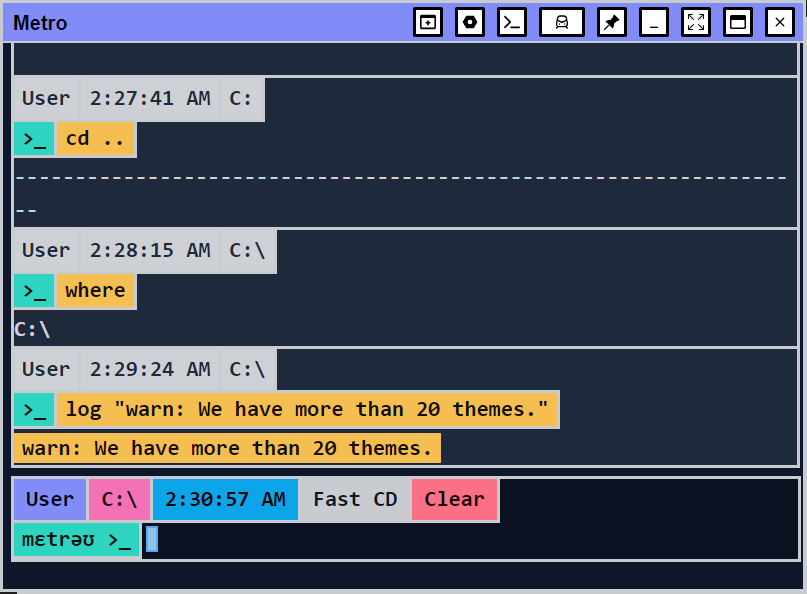 Metro
User 2:27:41 AM C:
>_ cd ..
----------------------------------------------------------------
--
User 2:28:15 AM C:\
>_ where
C:\
User 2:29:24 AM C:\
>_ log "warn: We have more than 20 themes."
warn: We have more than 20 themes.
User C:\ 2:30:57 AM Fast CD Clear
mɛtrəʊ >_